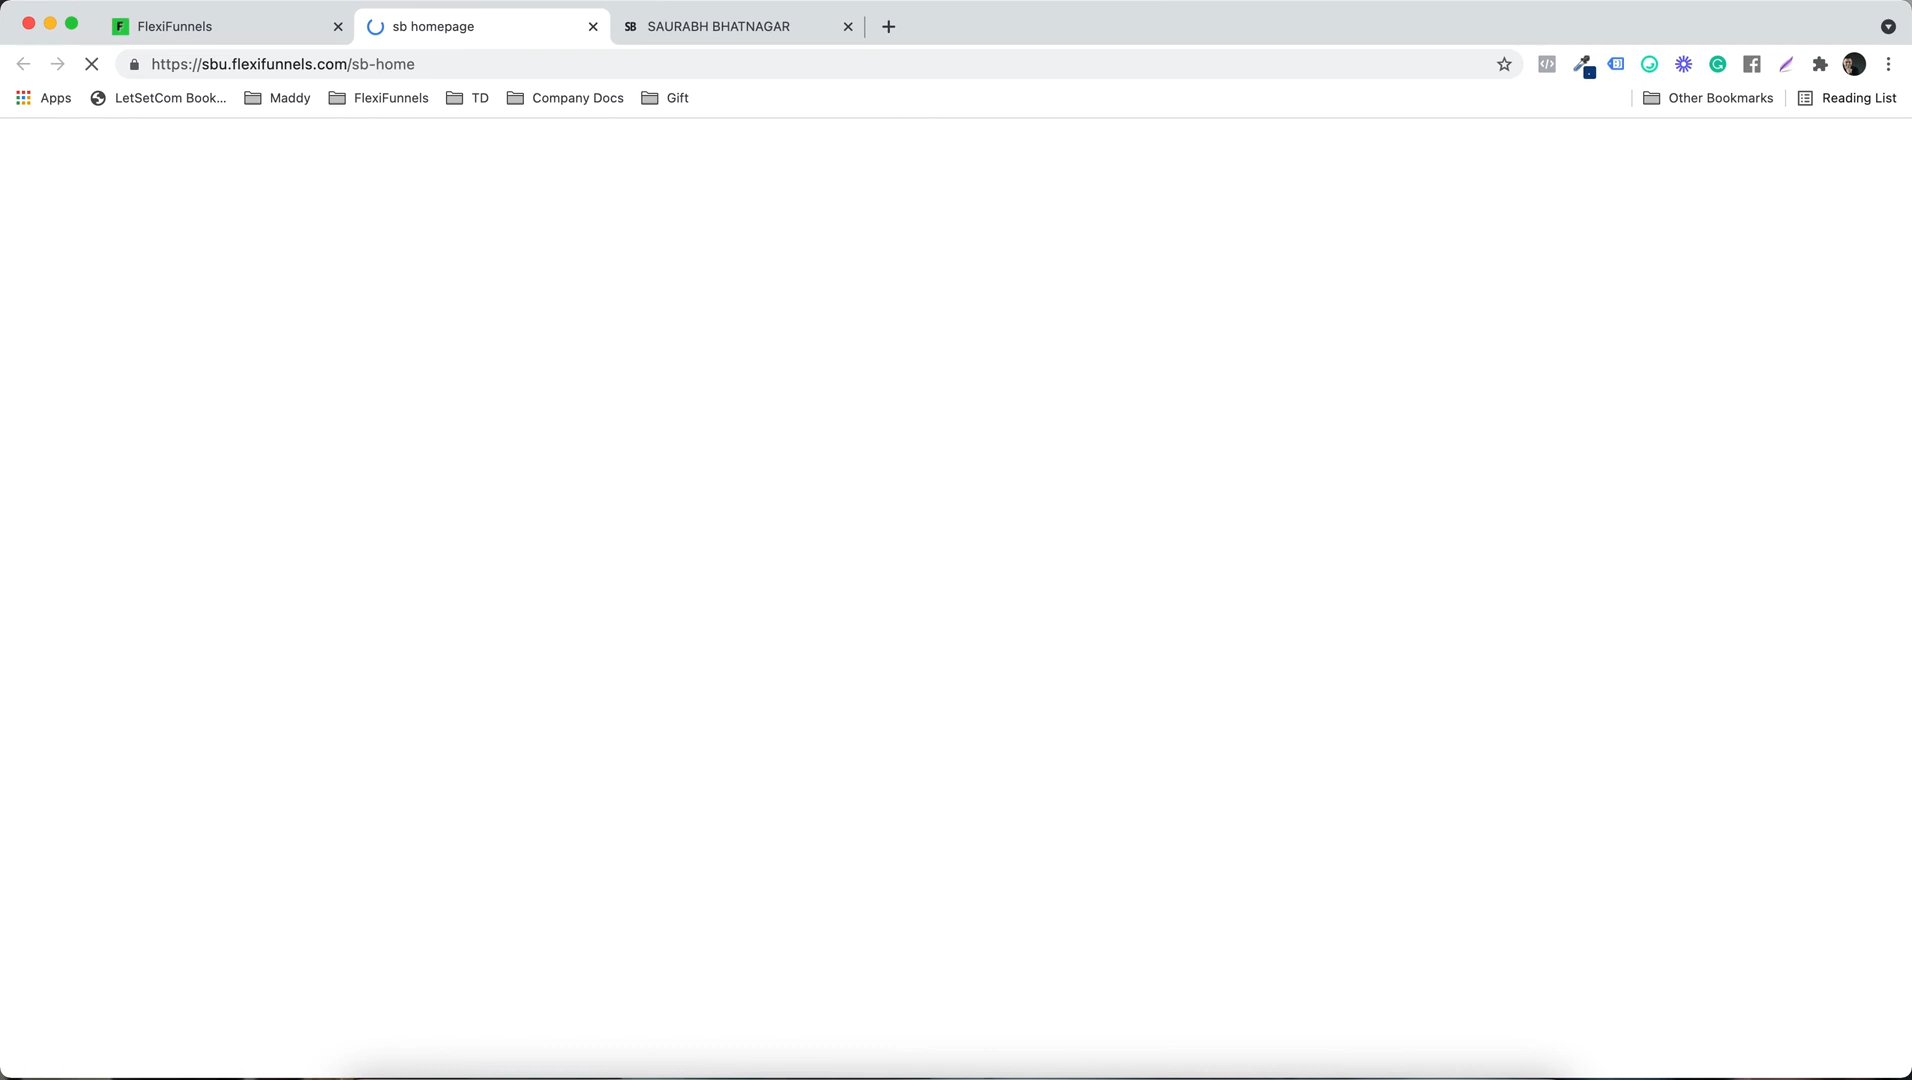 F FlexiFunnels
sb homepage
SB SAURABH BHATNAGAR
https://sbu.flexifunnels.com/sb-home
Apps
LetSetCom Book...
Maddy
FlexiFunnels
TD
Company Docs
Gift
Other Bookmarks
Reading List